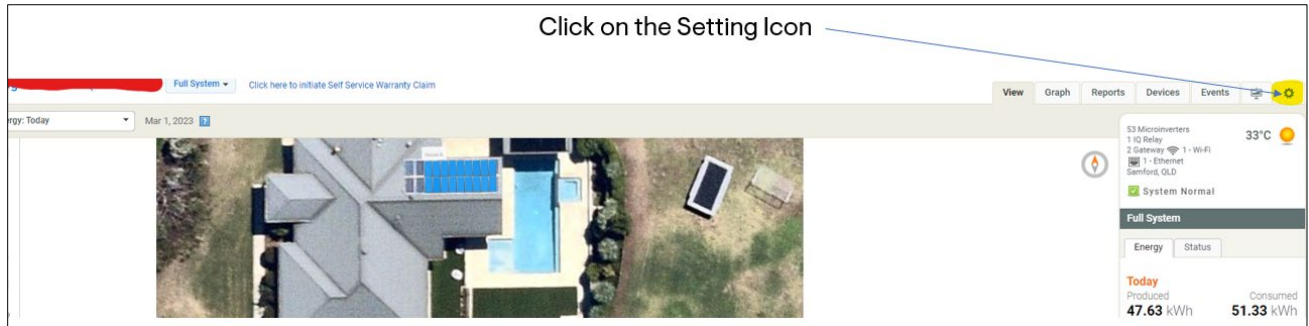 Click on the Setting Icon
Full System
Click here to initiate Self Service Warranty Claim
View Graph Reports Devices Events
rgy: Today
Mar 1, 2023 ?
53 Microinverters
1 IQ Relay
2 Gateway 1 - Wi-Fi
1 - Ethernet
Samford, QLD
33°C
System Normal
Full System
Energy Status
Today
Produced Consumed
47.63 kWh 51.33 kWh